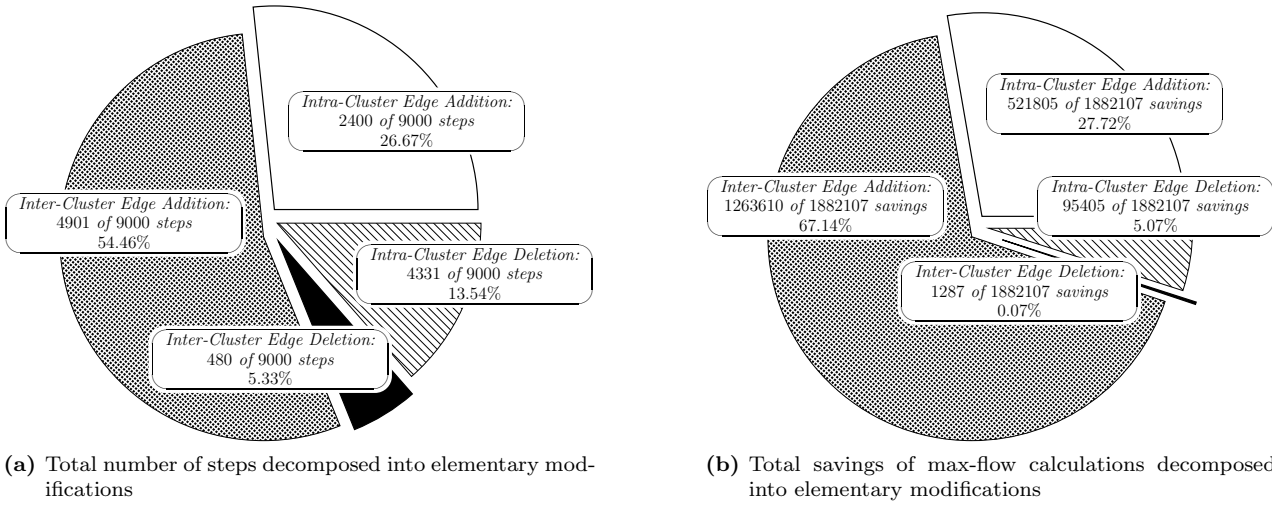 Intra-Cluster Edge Addition:
2400 of 9000 steps
26.67%
Inter-Cluster Edge Addition:
4901 of 9000 steps
54.46%
Intra-Cluster Edge Deletion:
4331 of 9000 steps
13.54%
Inter-Cluster Edge Deletion:
480 of 9000 steps
5.33%
(a) Total number of steps decomposed into elementary mod-
ifications
Intra-Cluster Edge Addition:
521805 of 1882107 savings
27.72%
Inter-Cluster Edge Addition:
1263610 of 1882107 savings
67.14%
Intra-Cluster Edge Deletion:
95405 of 1882107 savings
5.07%
Inter-Cluster Edge Deletion:
1287 of 1882107 savings
0.07%
(b) Total savings of max-flow calculations decomposed
into elementary modifications